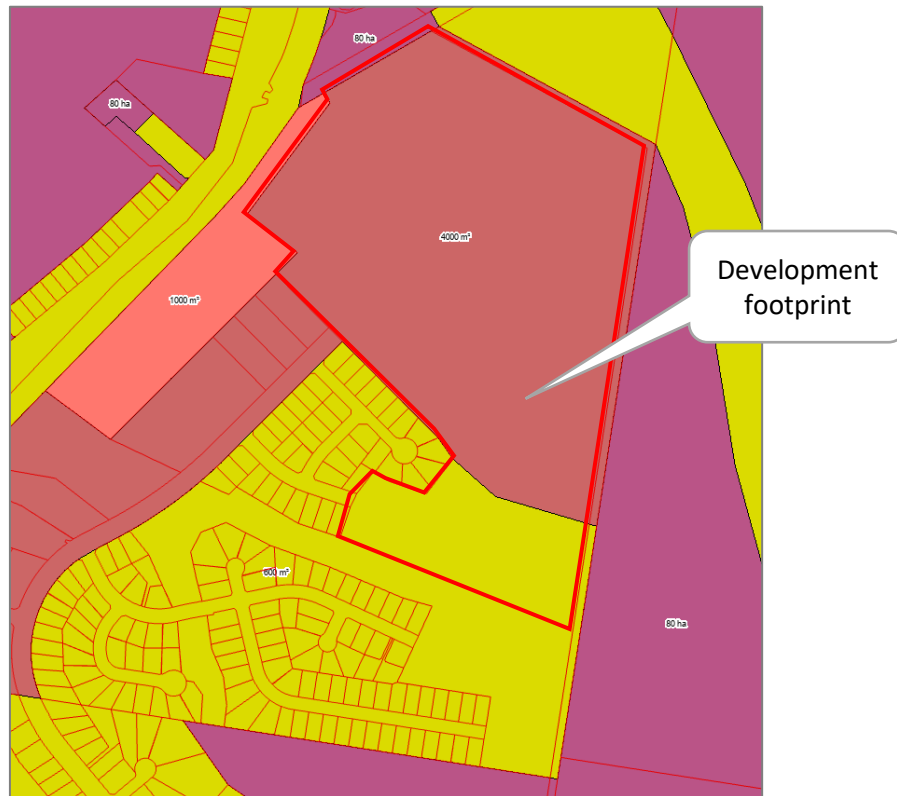 80 ha
80 ha
4000 m²
Development
footprint
1000 m²
600 m²
80 ha